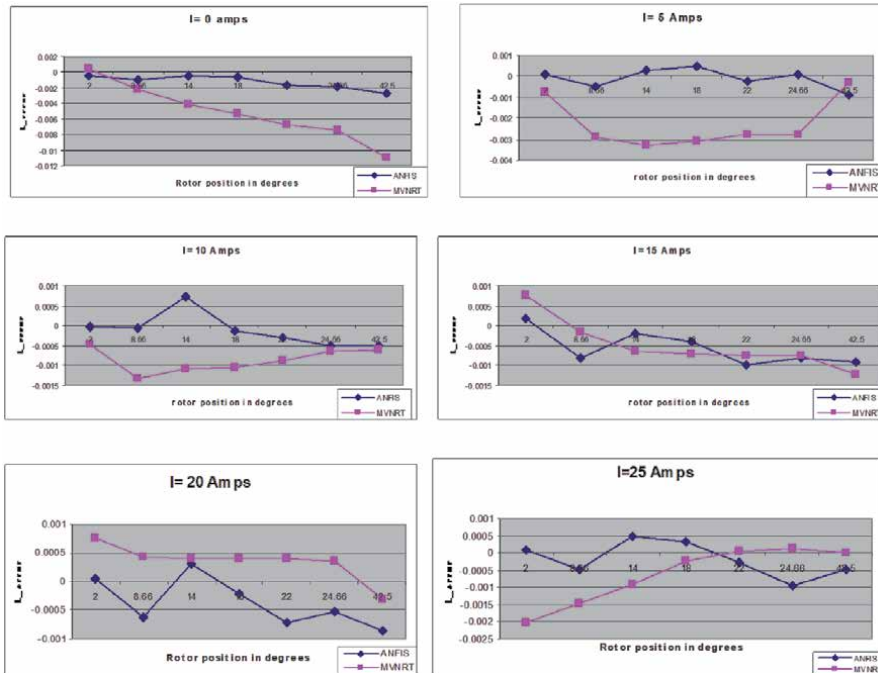 I= 0 amps
0.002
0
-0.002
-0.004
-0.006
-0.008
-0.01
-0.012
2
14
18
42.5
Rotor position in degrees
ANFIS
MVNRT
I= 5 Amps
0.001
0
-0.001
-0.002
-0.003
-0.004
8.66
14
18
22
24.66
rotor position in degrees
ANFIS
MVNRT
I=10 Amps
0.001
0.0005
0
-0.0005
-0.001
-0.0015
2
8.66
14
18
24.66
42.5
rotor position in degrees
ANFIS
MVNRT
I=15 Amps
0.001
0.0005
0
-0.0005
-0.001
-0.0015
2
8.66
22
24.66
42.5
rotor position in degrees
ANFIS
MVNRT
I= 20 Amps
0.001
0.0005
0
-0.0005
-0.001
2
8.66
14
22
24.66
42.5
Rotor position in degrees
ANFIS
MVNRT
I=25 Amps
0.001
0.0005
0
-0.0005
-0.001
-0.0015
-0.002
-0.0025
2
14
18
22
24.66
Rotor position in degrees
ANFIS
MVNRT